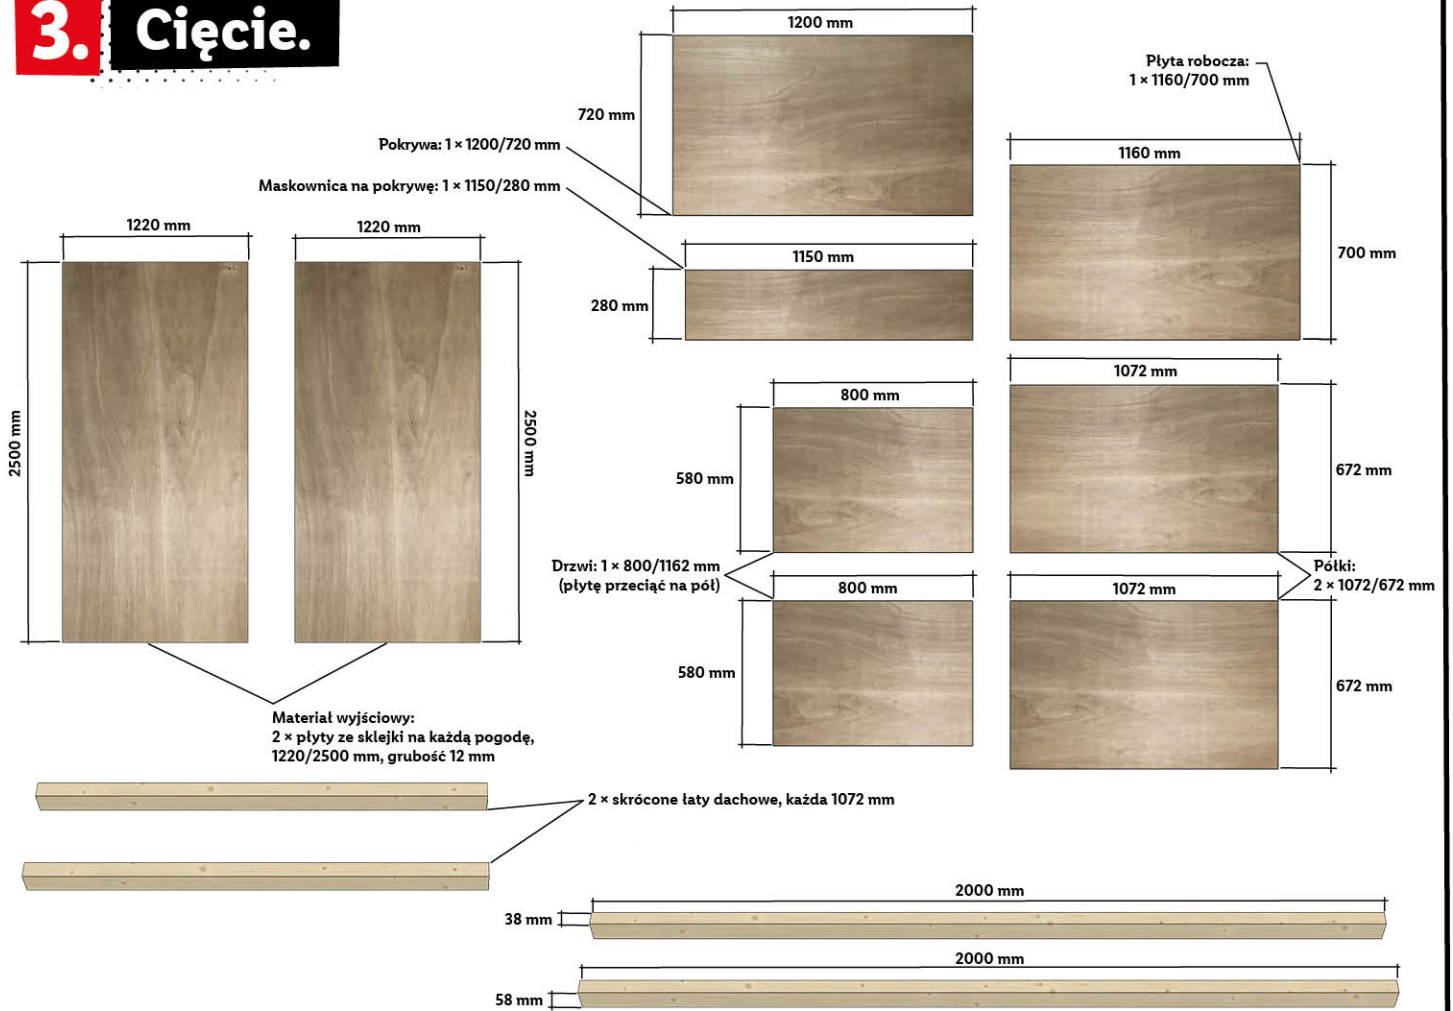 3. Cięcie.
1200 mm
720 mm
Pokrywa: 1 × 1200/720 mm
Maskownica na pokrywę: 1 × 1150/280 mm
Płyta robocza:
1 × 1160/700 mm
1160 mm
700 mm
1220 mm
1220 mm
2500 mm
2500 mm
1150 mm
280 mm
800 mm
580 mm
1072 mm
672 mm
Drzwi: 1 × 800/1162 mm
(płytę przeciąć na pół)
Półki:
2 × 1072/672 mm
800 mm
580 mm
1072 mm
672 mm
Materiał wyjściowy:
2 × płyty ze sklejki na każdą pogodę,
1220/2500 mm, grubość 12 mm
2 × skrócone łaty dachowe, każda 1072 mm
2000 mm
38 mm
2000 mm
58 mm